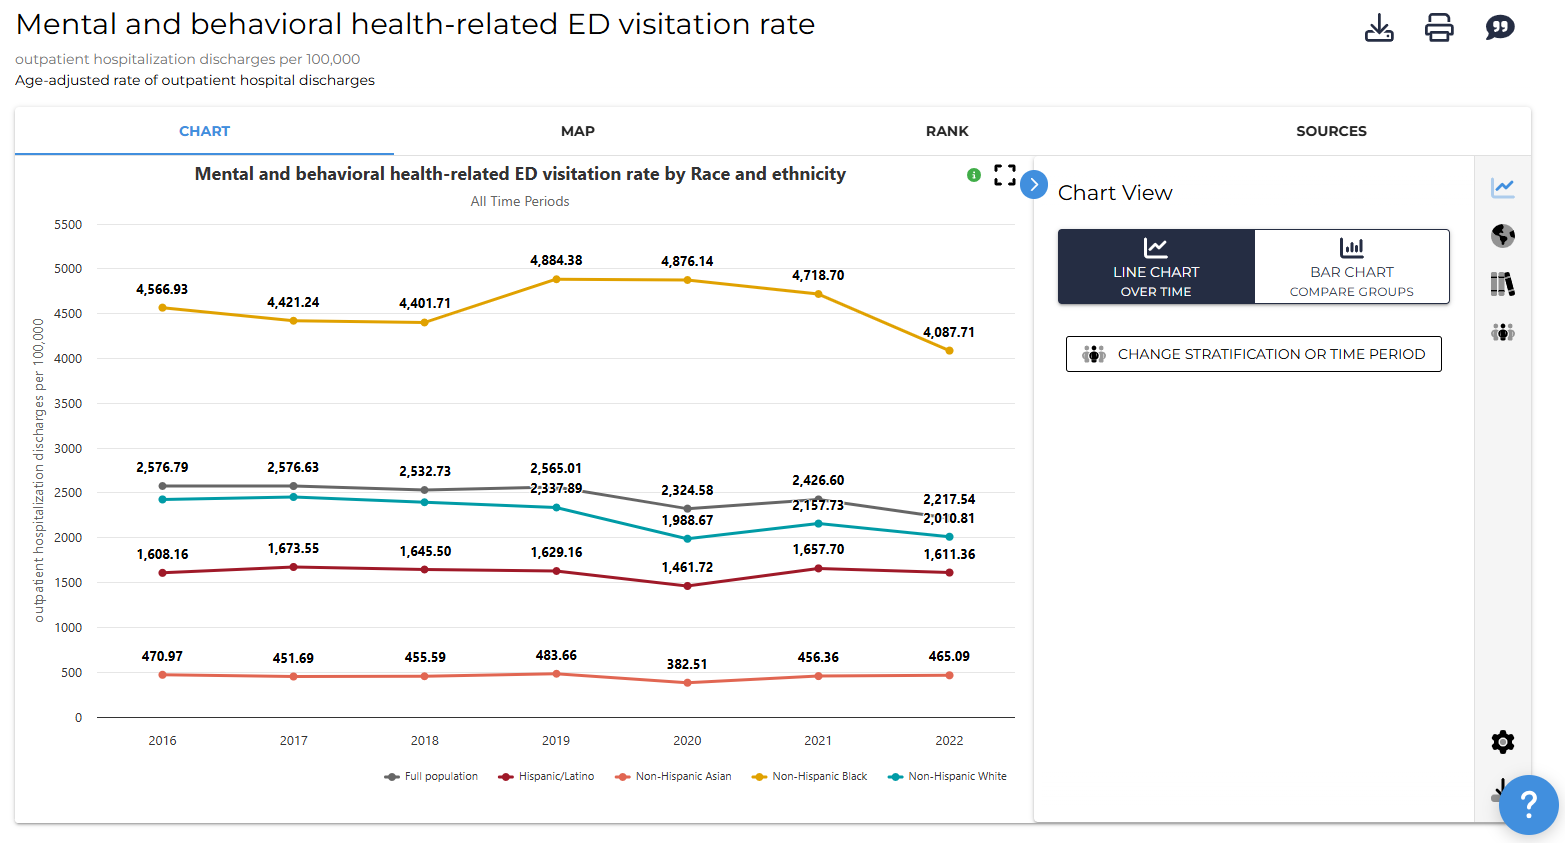 Mental and behavioral health-related ED visitation rate
outpatient hospitalization discharges per 100,000
Age-adjusted rate of outpatient hospital discharges
CHART
MAP
RANK
SOURCES
Mental and behavioral health-related ED visitation rate by Race and ethnicity
All Time Periods
outpatient hospitalization discharges per 100,000
5500
5000
4500
4000
3500
3000
2500
2000
1500
1000
500
0
4,566.93
4,421.24
4,401.71
4,884.38
4,876.14
4,718.70
4,087.71
2,576.79
2,576.63
2,532.73
2,565.01
2,324.58
2,426.60
2,217.54
2,337.89
1,988.67
2,157.73
2,010.81
1,608.16
1,673.55
1,645.50
1,629.16
1,461.72
1,657.70
1,611.36
470.97
451.69
455.59
483.66
382.51
456.36
465.09
2016
2017
2018
2019
2020
2021
2022
Full population
Hispanic/Latino
Non-Hispanic Asian
Non-Hispanic Black
Non-Hispanic White
Chart View
LINE CHART
OVER TIME
BAR CHART
COMPARE GROUPS
CHANGE STRATIFICATION OR TIME PERIOD
?